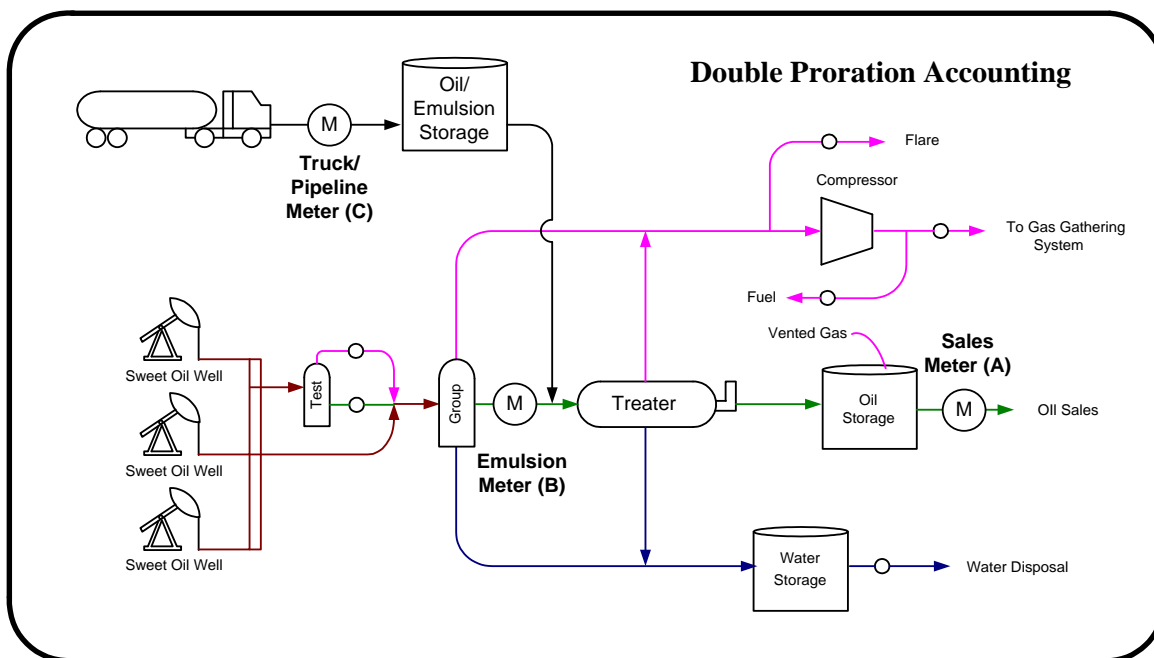 Double Proration Accounting
Oil/
Emulsion
Storage
M
Truck/
Pipeline
Meter (C)
Flare
Compressor
To Gas Gathering
System
Fuel
Vented Gas
Sales
Meter (A)
Sweet Oil Well
Test
Group
M
Treater
Oil
Storage
M
OIl Sales
Sweet Oil Well
Emulsion
Meter (B)
Sweet Oil Well
Water
Storage
Water Disposal